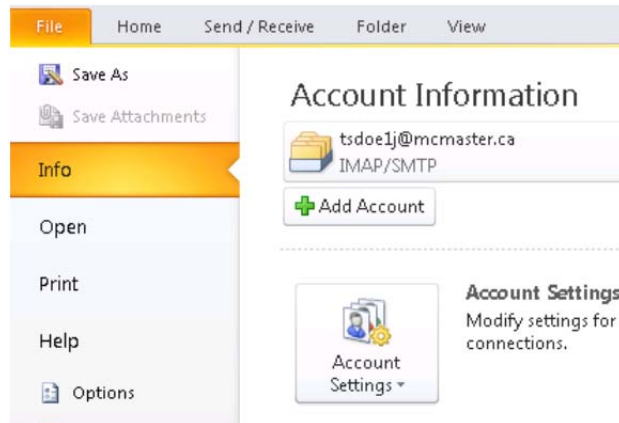 File Home Send / Receive Folder View
Save As
Save Attachments
Info
Open
Print
Help
Options
Account Information
tsdoe1j@mcmaster.ca
IMAP/SMTP
Add Account
Account Settings
Modify settings for
connections.
Account
Settings